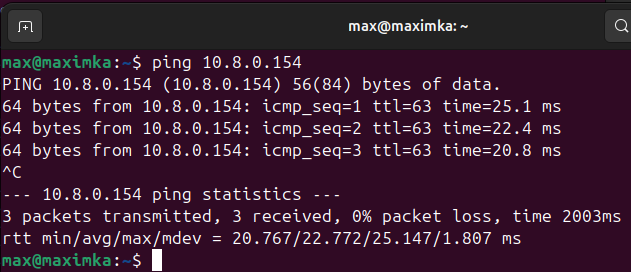 max@maximka: ~
max@maximka:~$ ping 10.8.0.154
PING 10.8.0.154 (10.8.0.154) 56(84) bytes of data.
64 bytes from 10.8.0.154: icmp_seq=1 ttl=63 time=25.1 ms
64 bytes from 10.8.0.154: icmp_seq=2 ttl=63 time=22.4 ms
64 bytes from 10.8.0.154: icmp_seq=3 ttl=63 time=20.8 ms
^C
--- 10.8.0.154 ping statistics ---
3 packets transmitted, 3 received, 0% packet loss, time 2003ms
rtt min/avg/max/mdev = 20.767/22.772/25.147/1.807 ms
max@maximka:~$